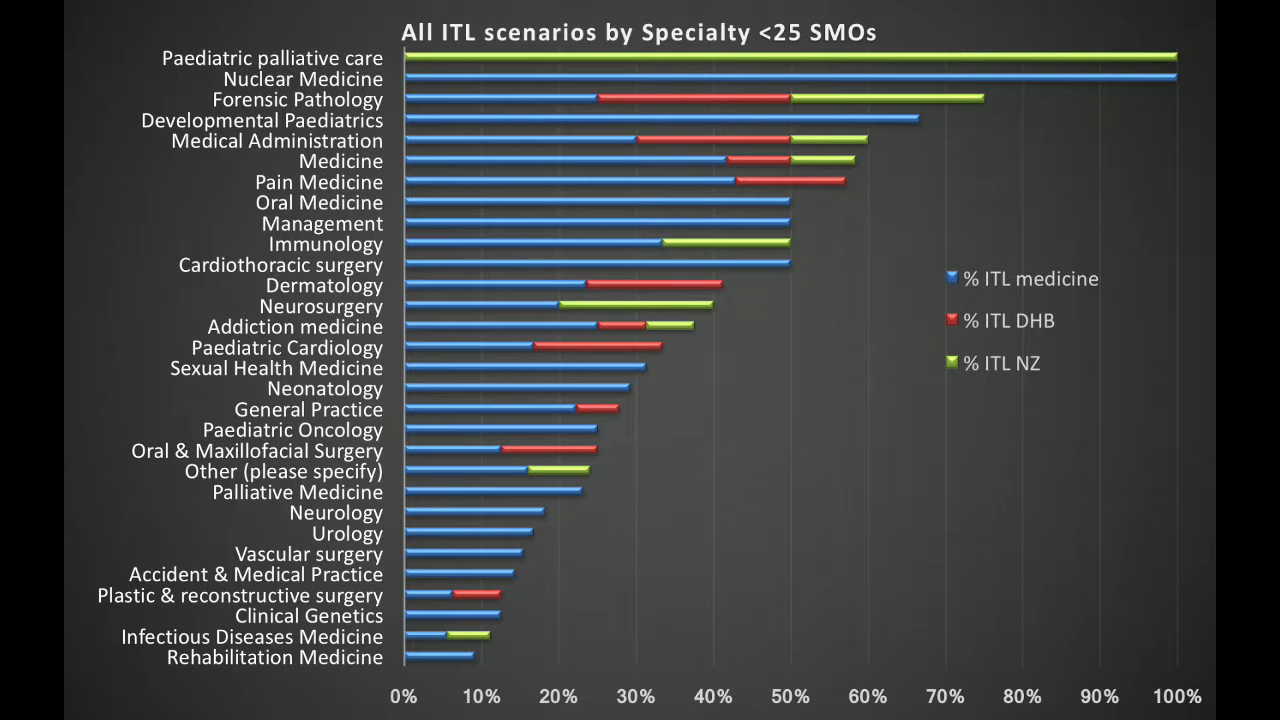 All ITL scenarios by Specialty <25 SMOs
Paediatric palliative care
Nuclear Medicine
Forensic Pathology
Developmental Paediatrics
Medical Administration
Medicine
Pain Medicine
Oral Medicine
Management
Immunology
Cardiothoracic surgery
Dermatology
Neurosurgery
Addiction medicine
Paediatric Cardiology
Sexual Health Medicine
Neonatology
General Practice
Paediatric Oncology
Oral & Maxillofacial Surgery
Other (please specify)
Palliative Medicine
Neurology
Urology
Vascular surgery
Accident & Medical Practice
Plastic & reconstructive surgery
Clinical Genetics
Infectious Diseases Medicine
Rehabilitation Medicine
% ITL medicine
% ITL DHB
% ITL NZ
0% 10% 20% 30% 40% 50% 60% 70% 80% 90% 100%